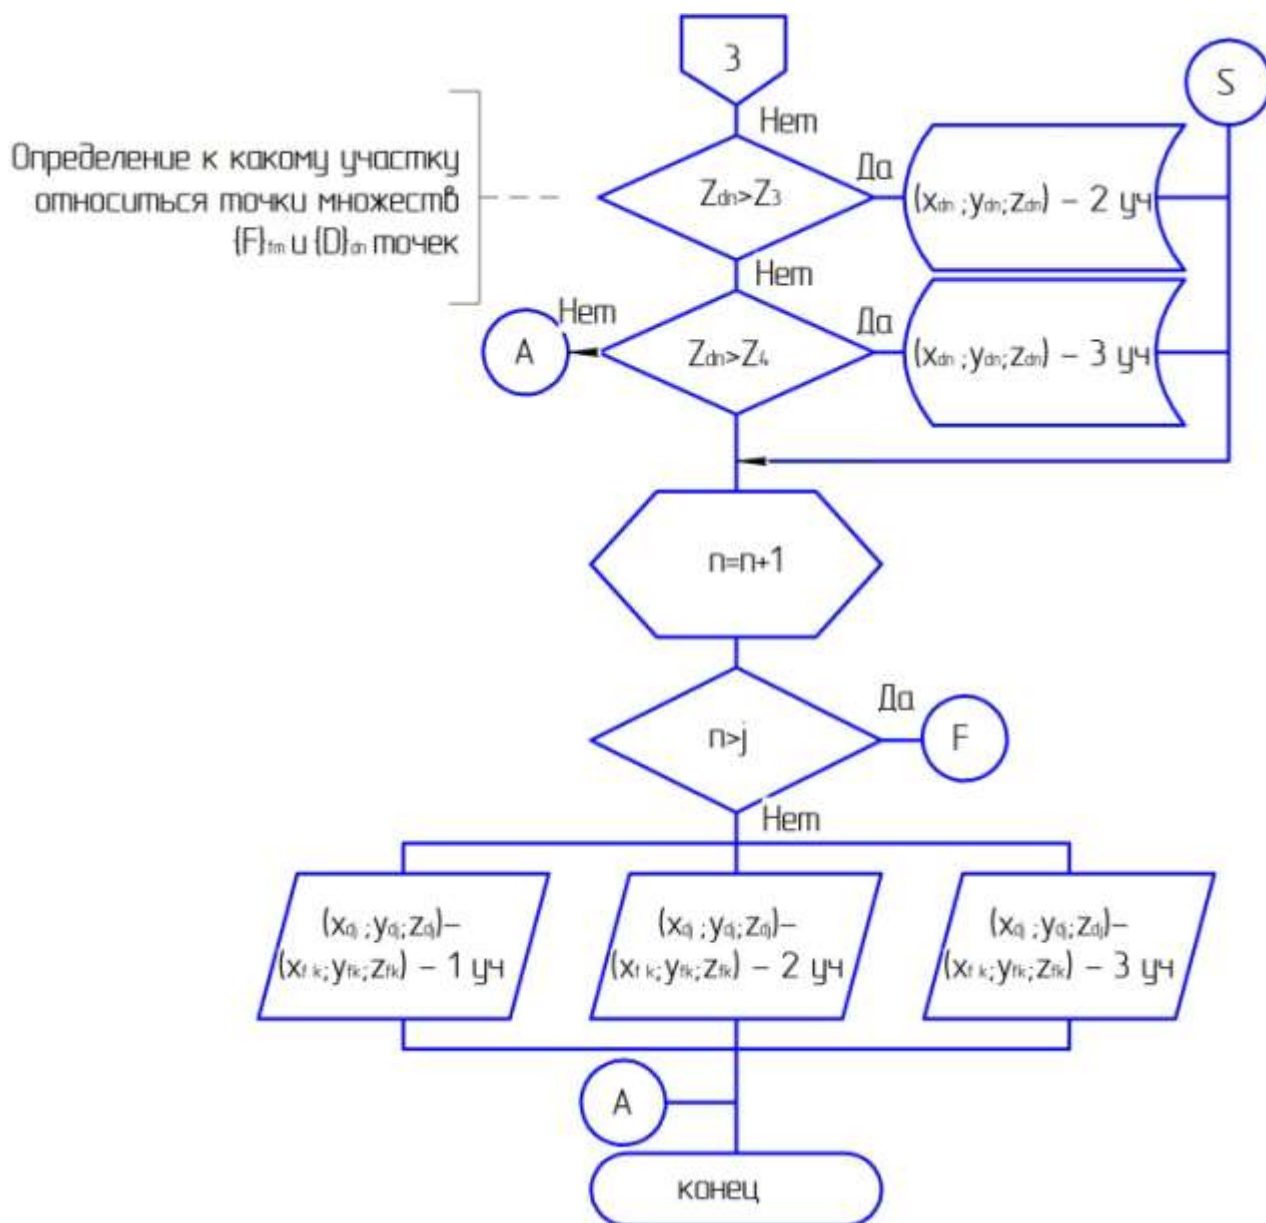 3
S
Нет
Определение к какому участку
относиться точки множеств
{F}fm и {D}dn точек
Zdn>Z3
Да
(xdn ;ydn;zdn) – 2 уч
Нет
Нет
A
Zdn>Z4
Да
(xdn ;ydn;zdn) – 3 уч
n=n+1
n>j
Да
F
Нет
(xdj ;ydj;zdj)–
(xf k;yfk;zfk) – 1 уч
(xdj ;ydj;zdj)–
(xf k;yfk;zfk) – 2 уч
(xdj ;ydj;zdj)–
(xf k;yfk;zfk) – 3 уч
A
конец